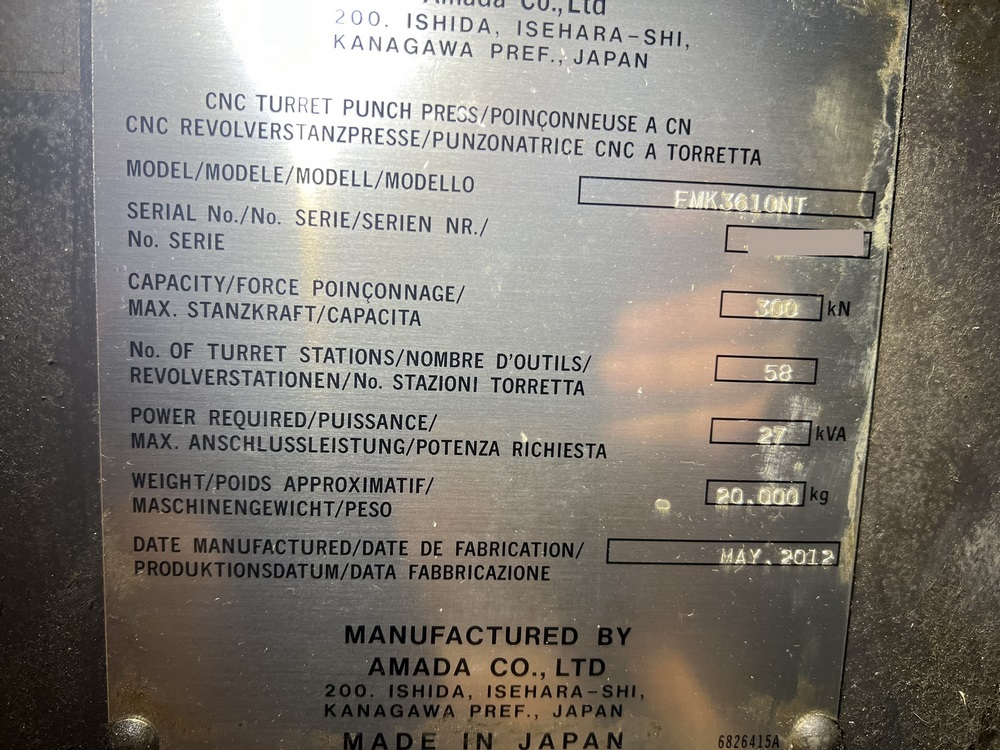 Amada Co.,Ltd
200. ISHIDA, ISEHARA-SHI,
KANAGAWA PREF., JAPAN
CNC TURRET PUNCH PRESS/POINÇONNEUSE A CN
CNC REVOLVERSTANZPRESSE/PUNZONATRICE CNC A TORRETTA
MODEL/MODELE/MODELL/MODELLO EMK3610NT
SERIAL No./No. SERIE/SERIEN NR./
No. SERIE
CAPACITY/FORCE POINÇONNAGE/
MAX. STANZKRAFT/CAPACITA 300 kN
No. OF TURRET STATIONS/NOMBRE D'OUTILS/
REVOLVERSTATIONEN/No. STAZIONI TORRETTA 58
POWER REQUIRED/PUISSANCE/
MAX. ANSCHLUSSLEISTUNG/POTENZA RICHIESTA 27 kVA
WEIGHT/POIDS APPROXIMATIF/
MASCHINENGEWICHT/PESO 20.000 kg
DATE MANUFACTURED/DATE DE FABRICATION/
PRODUKTIONSDATUM/DATA FABBRICAZIONE MAY.2012
MANUFACTURED BY
AMADA CO.,LTD
200. ISHIDA, ISEHARA-SHI,
KANAGAWA PREF., JAPAN
MADE IN JAPAN
6826415A